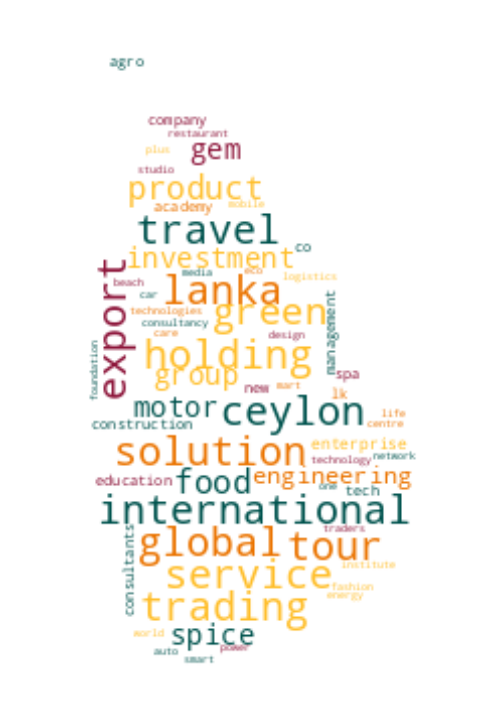 agro
company
restaurant
plus
gem
studio
product
academy mobile
travel
investment co
media eco
beach lanka logistics
export
car
technologies green
consultancy
management
care design
holding
foundation
group
new mart spa
lk
motor ceylon
construction life
centre
solution enterprise
technology network
education food engineering
one tech
international
traders
consultants
global tour
service institute
fashion
trading energy
world spice
auto power
smart